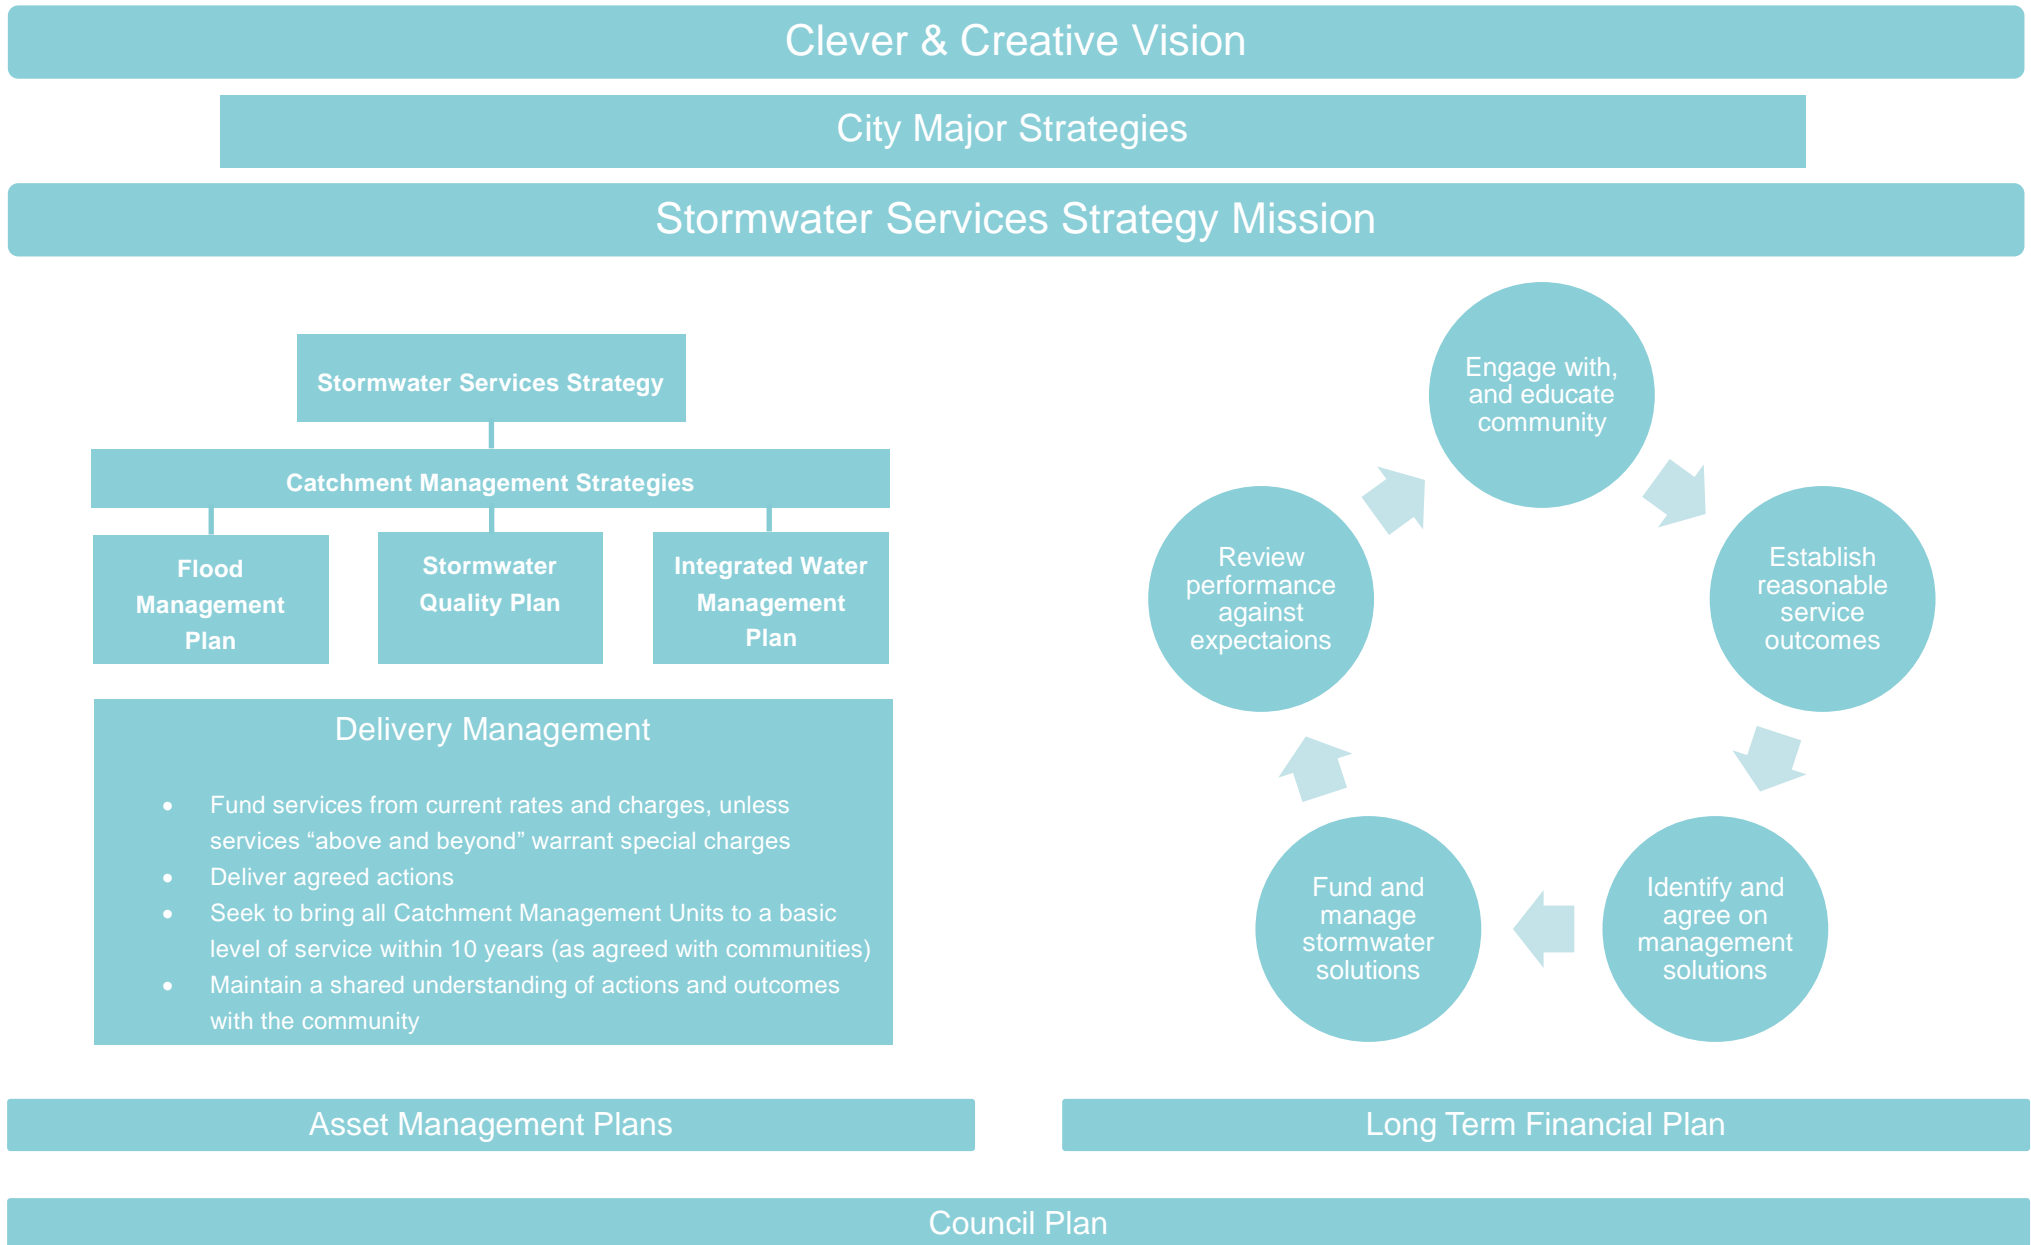 Clever & Creative Vision
City Major Strategies
Stormwater Services Strategy Mission
Stormwater Services Strategy
Catchment Management Strategies
Flood
Management
Plan
Stormwater
Quality Plan
Integrated Water
Management
Plan
Delivery Management
● Fund services from current rates and charges, unless
services “above and beyond” warrant special charges
● Deliver agreed actions
● Seek to bring all Catchment Management Units to a basic
level of service within 10 years (as agreed with communities)
● Maintain a shared understanding of actions and outcomes
with the community
Engage with,
and educate
community
Establish
reasonable
service
outcomes
Identify and
agree on
management
solutions
Fund and
manage
stormwater
solutions
Review
performance
against
expectaions
Asset Management Plans
Long Term Financial Plan
Council Plan